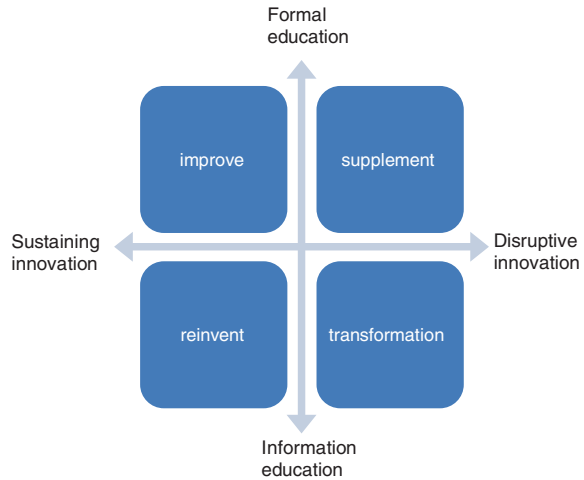 Formal
education
improve
supplement
Sustaining
innovation
Disruptive
innovation
reinvent
transformation
Information
education